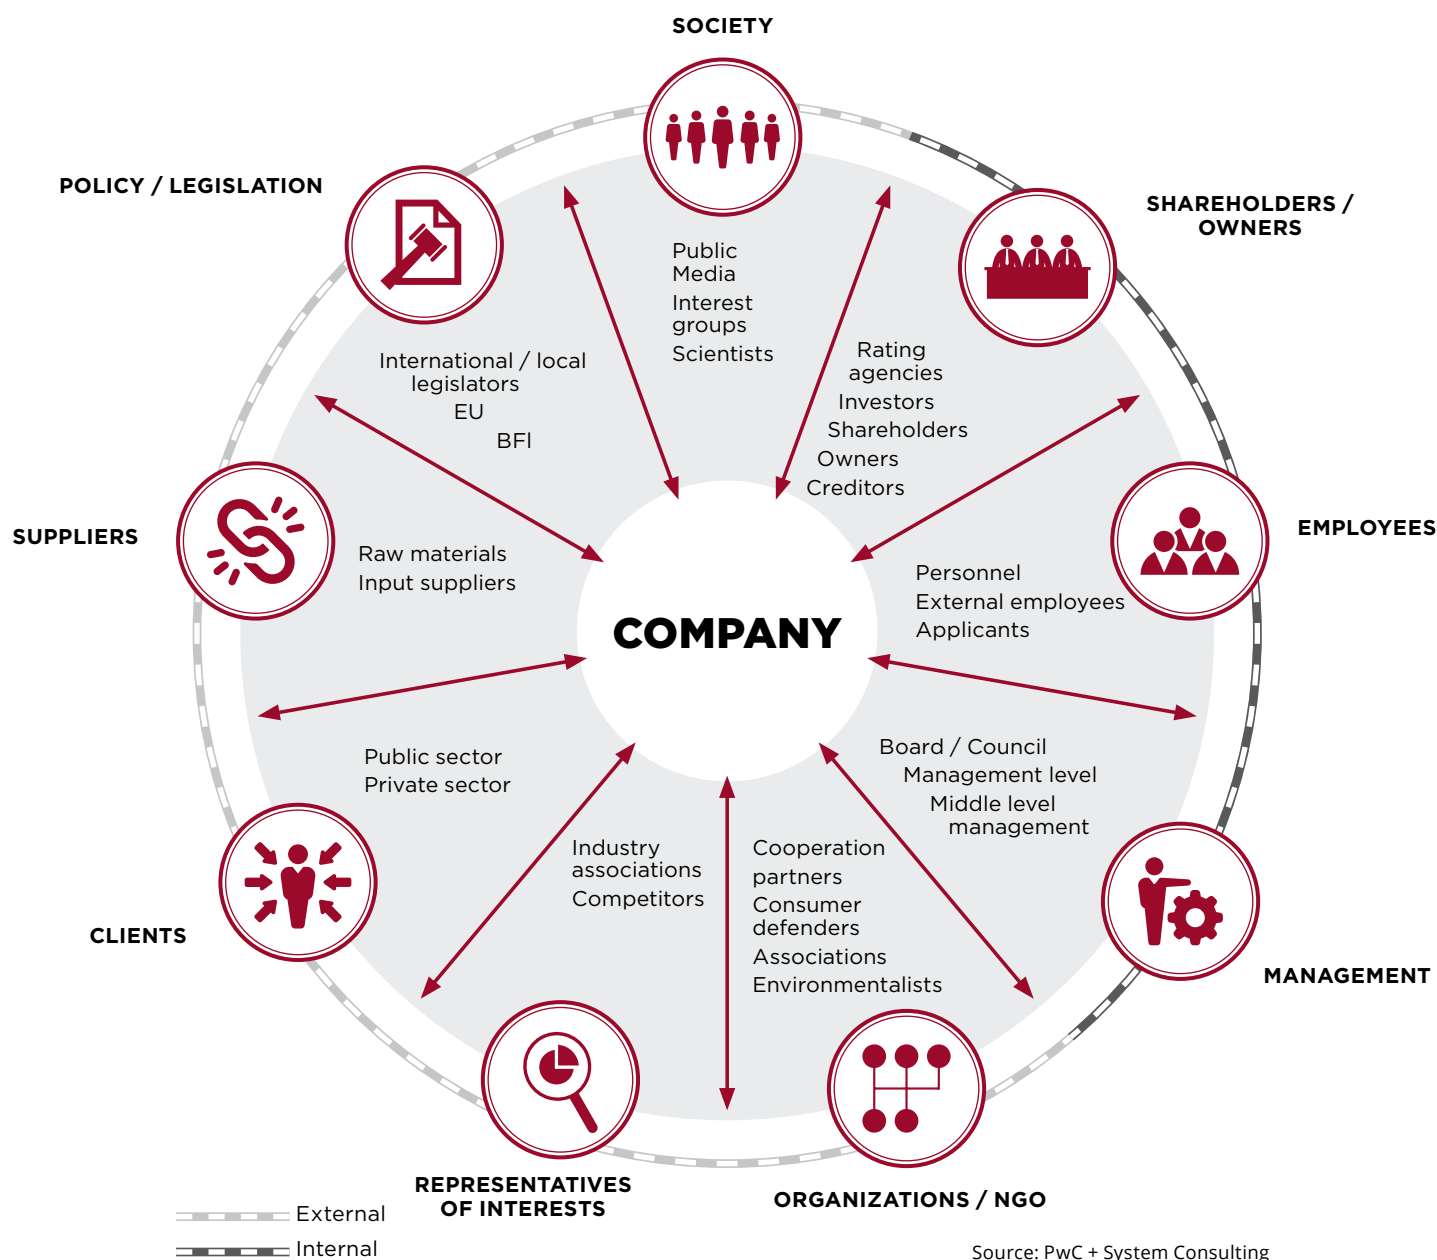 SOCIETY
POLICY / LEGISLATION
SHAREHOLDERS /
OWNERS
Public
Media
Interest
groups
Scientists
International / local
legislators
EU
BFI
Rating
agencies
Investors
Shareholders
Owners
Creditors
SUPPLIERS
EMPLOYEES
Raw materials
Input suppliers
Personnel
External employees
Applicants
COMPANY
Public sector
Private sector
Board / Council
Management level
Middle level
management
Industry
associations
Competitors
Cooperation
partners
Consumer
defenders
Associations
Environmentalists
CLIENTS
MANAGEMENT
REPRESENTATIVES
OF INTERESTS
ORGANIZATIONS / NGO
External
Internal
Source: PwC + System Consulting